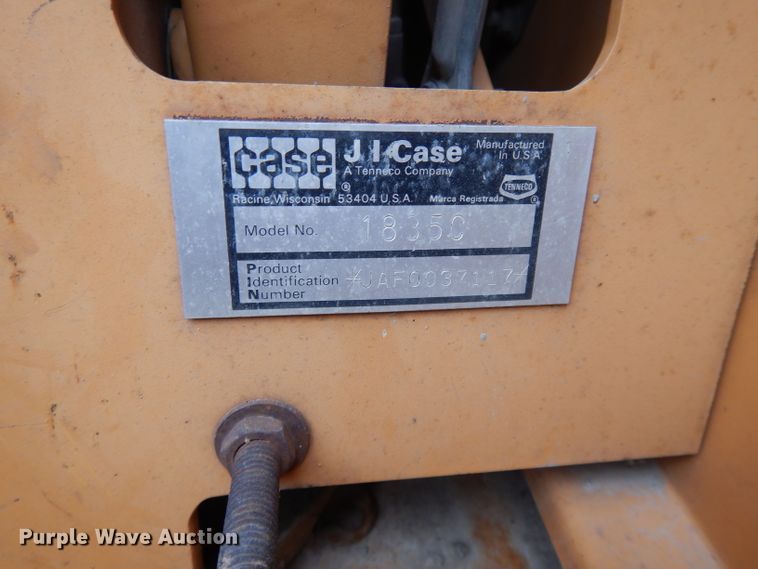 case
J I Case
A Tenneco Company
Manufactured
In U.S.A.
TENNECO
®
®
Racine, Wisconsin 53404 U.S.A. Marca Registrada
Model No. 1835C
Product
Identification *JAF0037117*
Number
Purple Wave Auction